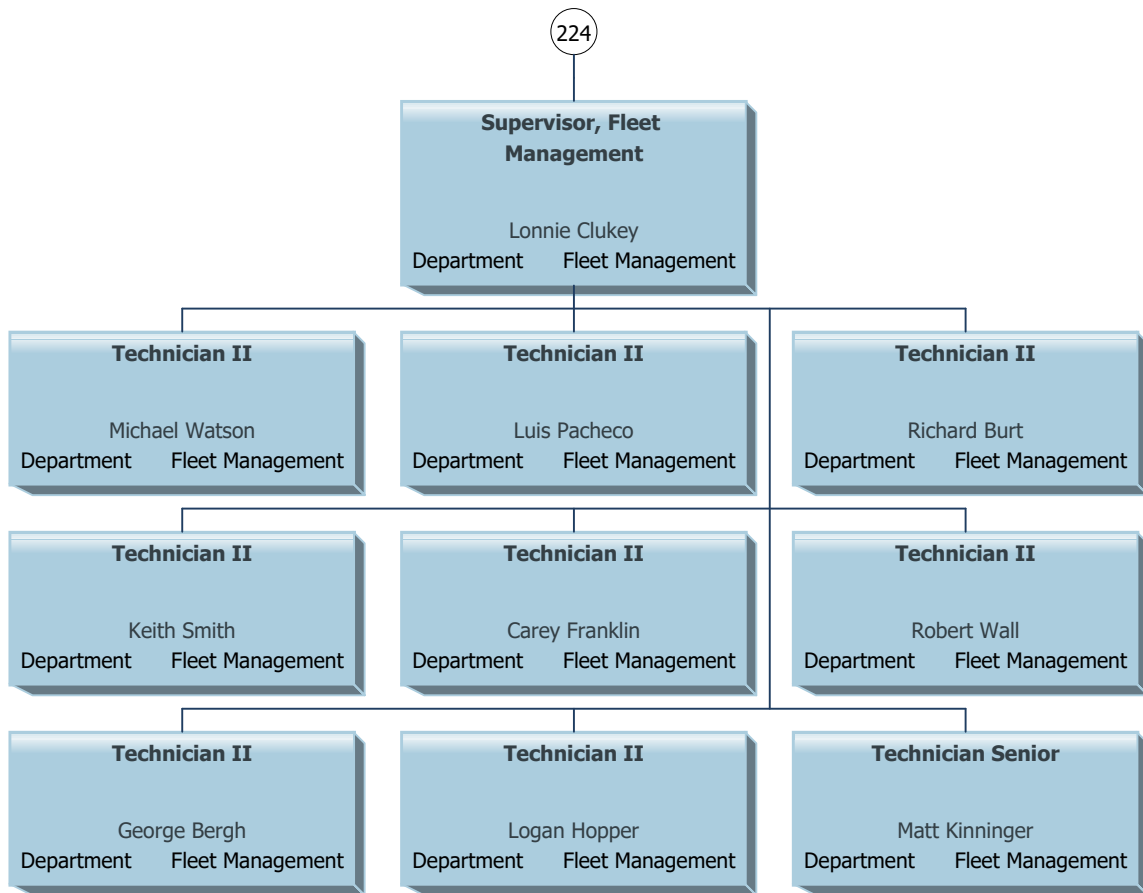 224
Supervisor, Fleet
Management
Lonnie Clukey
Department Fleet Management
Technician II
Michael Watson
Department Fleet Management
Technician II
Luis Pacheco
Department Fleet Management
Technician II
Richard Burt
Department Fleet Management
Technician II
Keith Smith
Department Fleet Management
Technician II
Carey Franklin
Department Fleet Management
Technician II
Robert Wall
Department Fleet Management
Technician II
George Bergh
Department Fleet Management
Technician II
Logan Hopper
Department Fleet Management
Technician Senior
Matt Kinninger
Department Fleet Management